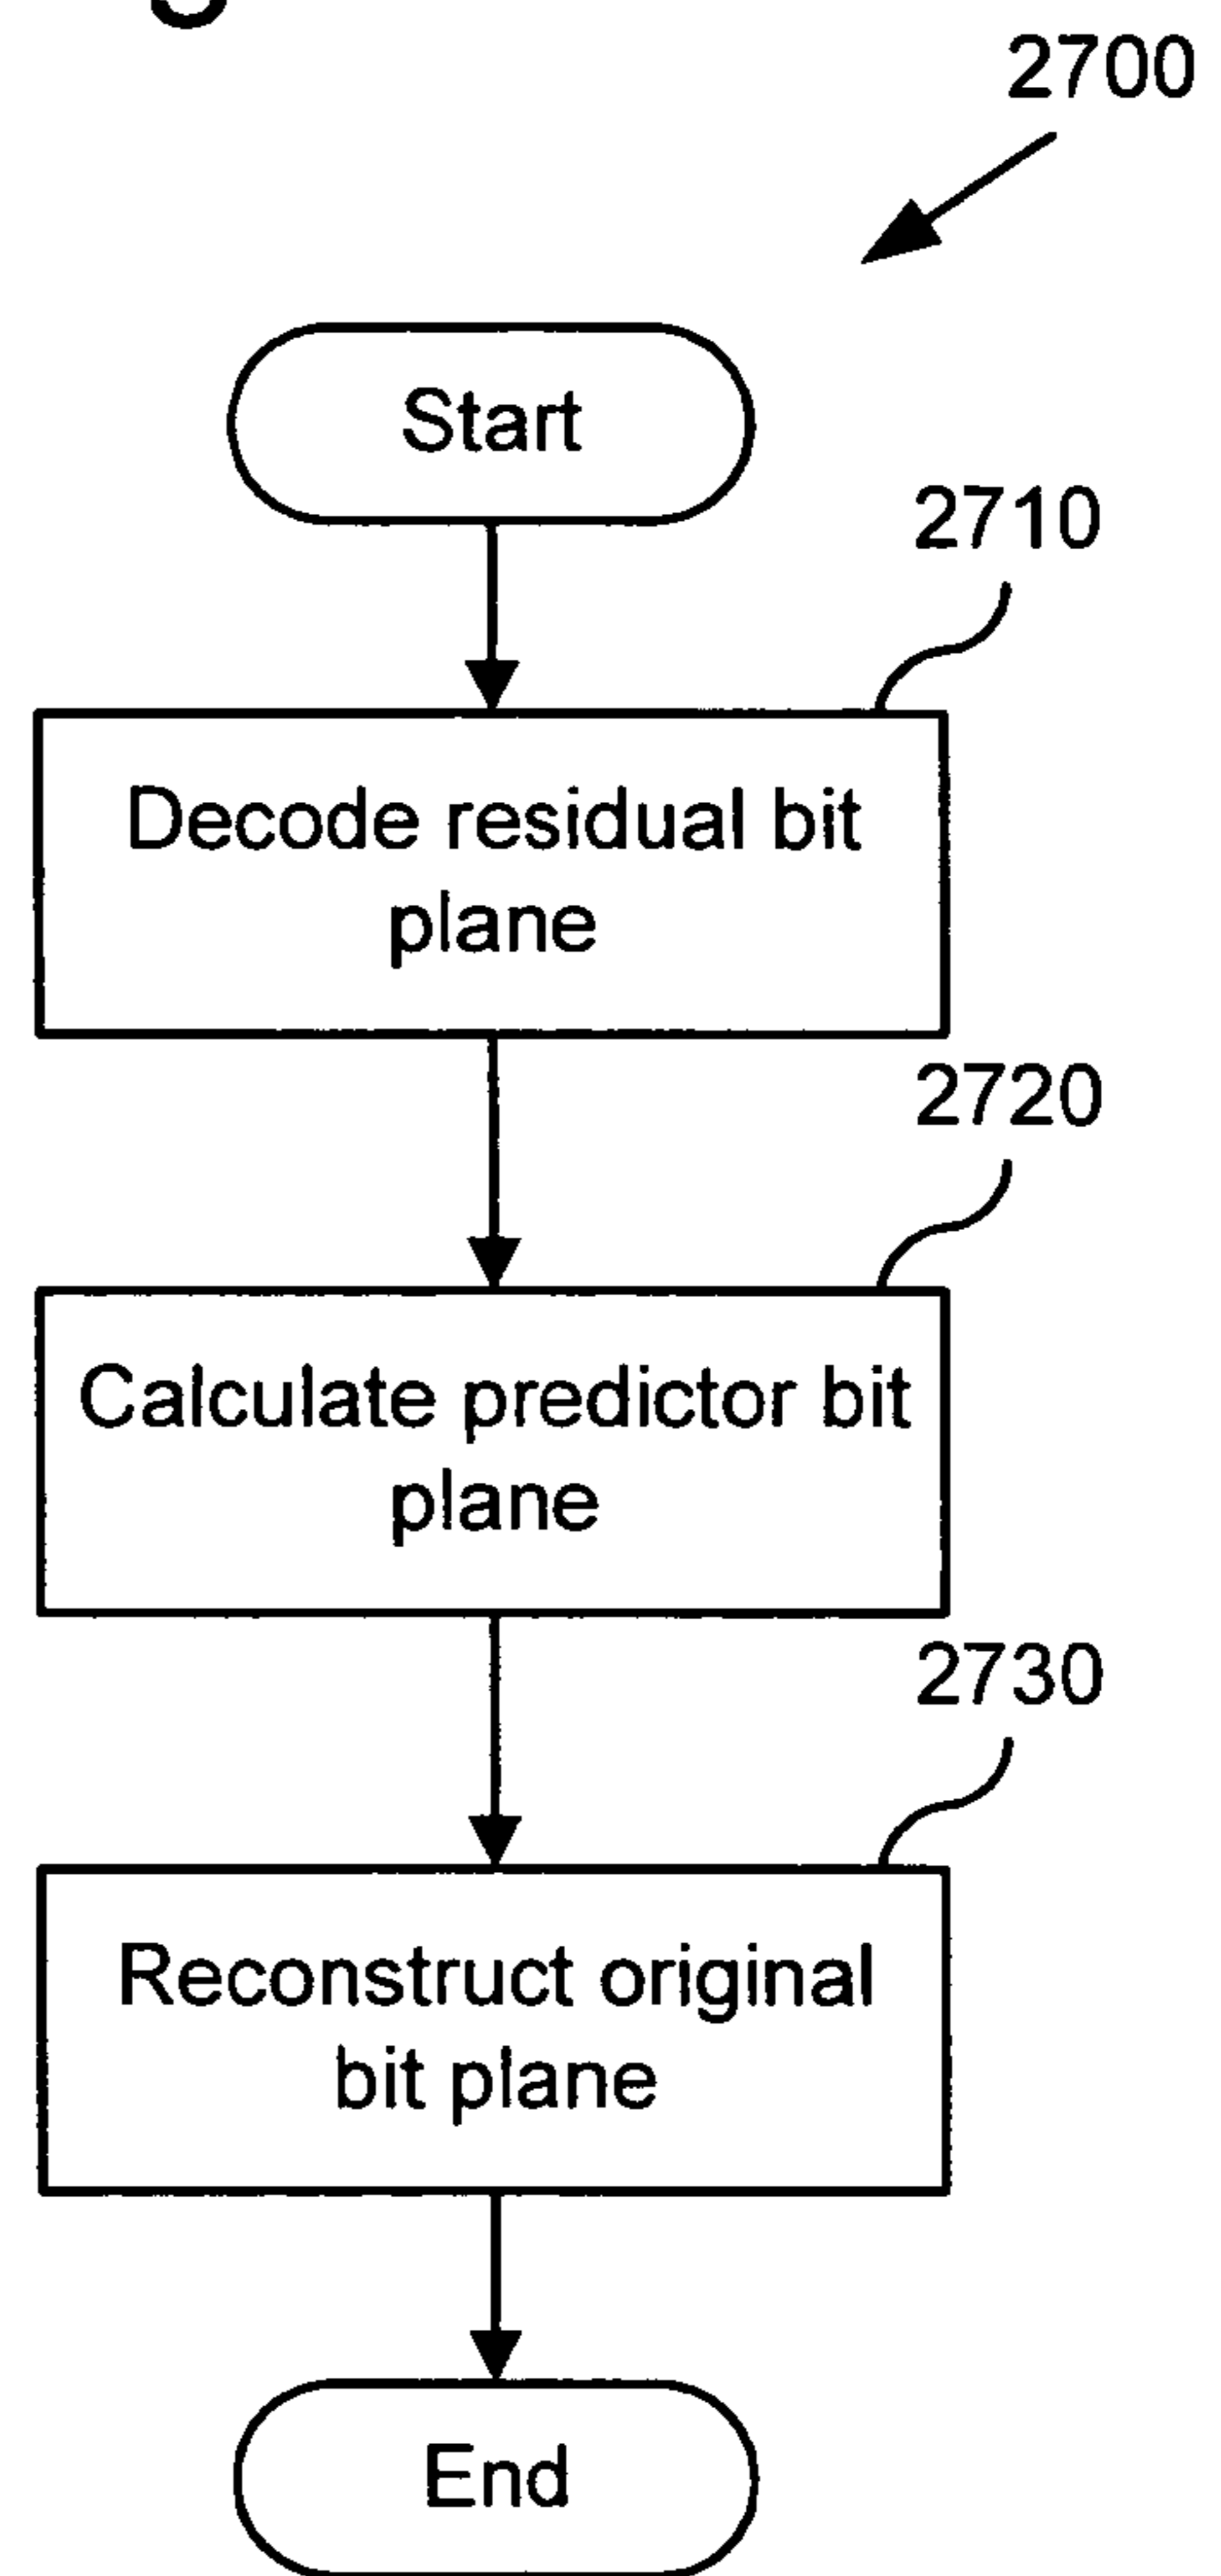 2700
Start
2710
Decode residual bit
plane
2720
Calculate predictor bit
plane
2730
Reconstruct original
bit plane
End